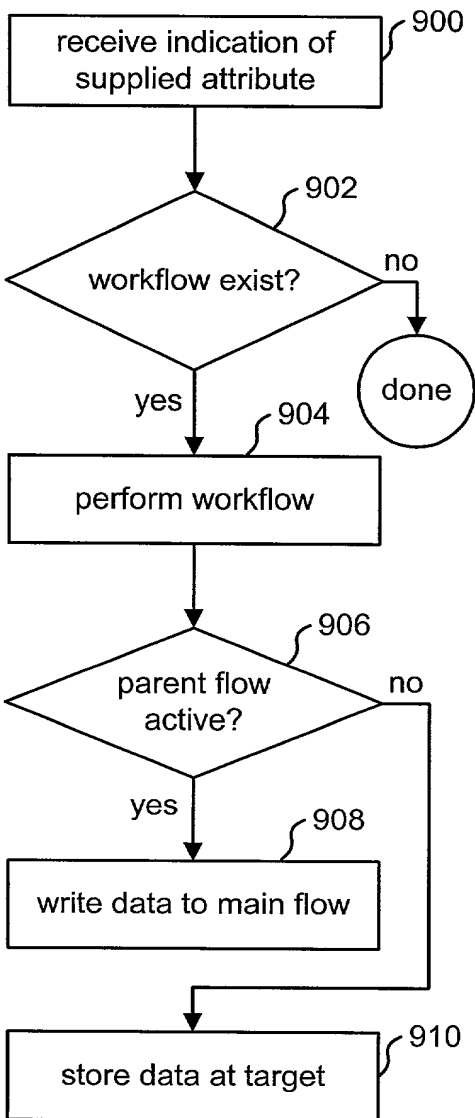 receive indication of
supplied attribute
900
902
workflow exist?
no
done
yes
904
perform workflow
906
parent flow
active?
no
yes
908
write data to main flow
910
store data at target